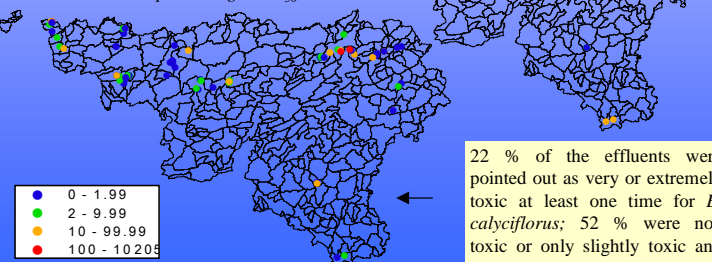 0 - 1.99
2 - 9.99
10 - 99.99
100 - 10205
22 % of the effluents wer
pointed out as very or extremel
toxic at least one time for
calyciflorus; 52 % were no
toxic or only slightly toxic an